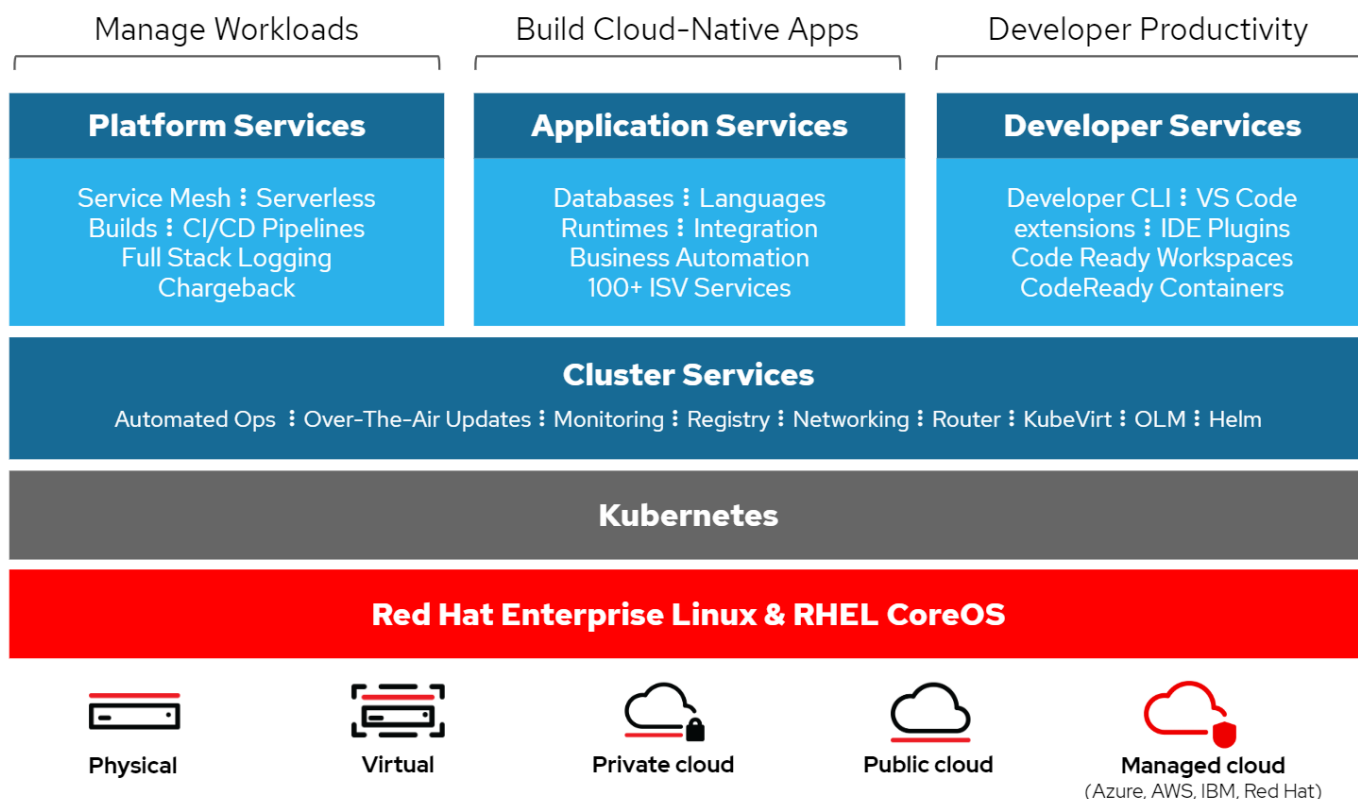 Manage Workloads
Build Cloud-Native Apps
Developer Productivity
Platform Services
Service Mesh ⋮ Serverless
Builds ⋮ CI/CD Pipelines
Full Stack Logging
Chargeback
Application Services
Databases ⋮ Languages
Runtimes ⋮ Integration
Business Automation
100+ ISV Services
Developer Services
Developer CLI ⋮ VS Code
extensions ⋮ IDE Plugins
Code Ready Workspaces
CodeReady Containers
Cluster Services
Automated Ops ⋮ Over-The-Air Updates ⋮ Monitoring ⋮ Registry ⋮ Networking ⋮ Router ⋮ KubeVirt ⋮ OLM ⋮ Helm
Kubernetes
Red Hat Enterprise Linux & RHEL CoreOS
Physical
Virtual
Private cloud
Public cloud
Managed cloud
(Azure, AWS, IBM, Red Hat)